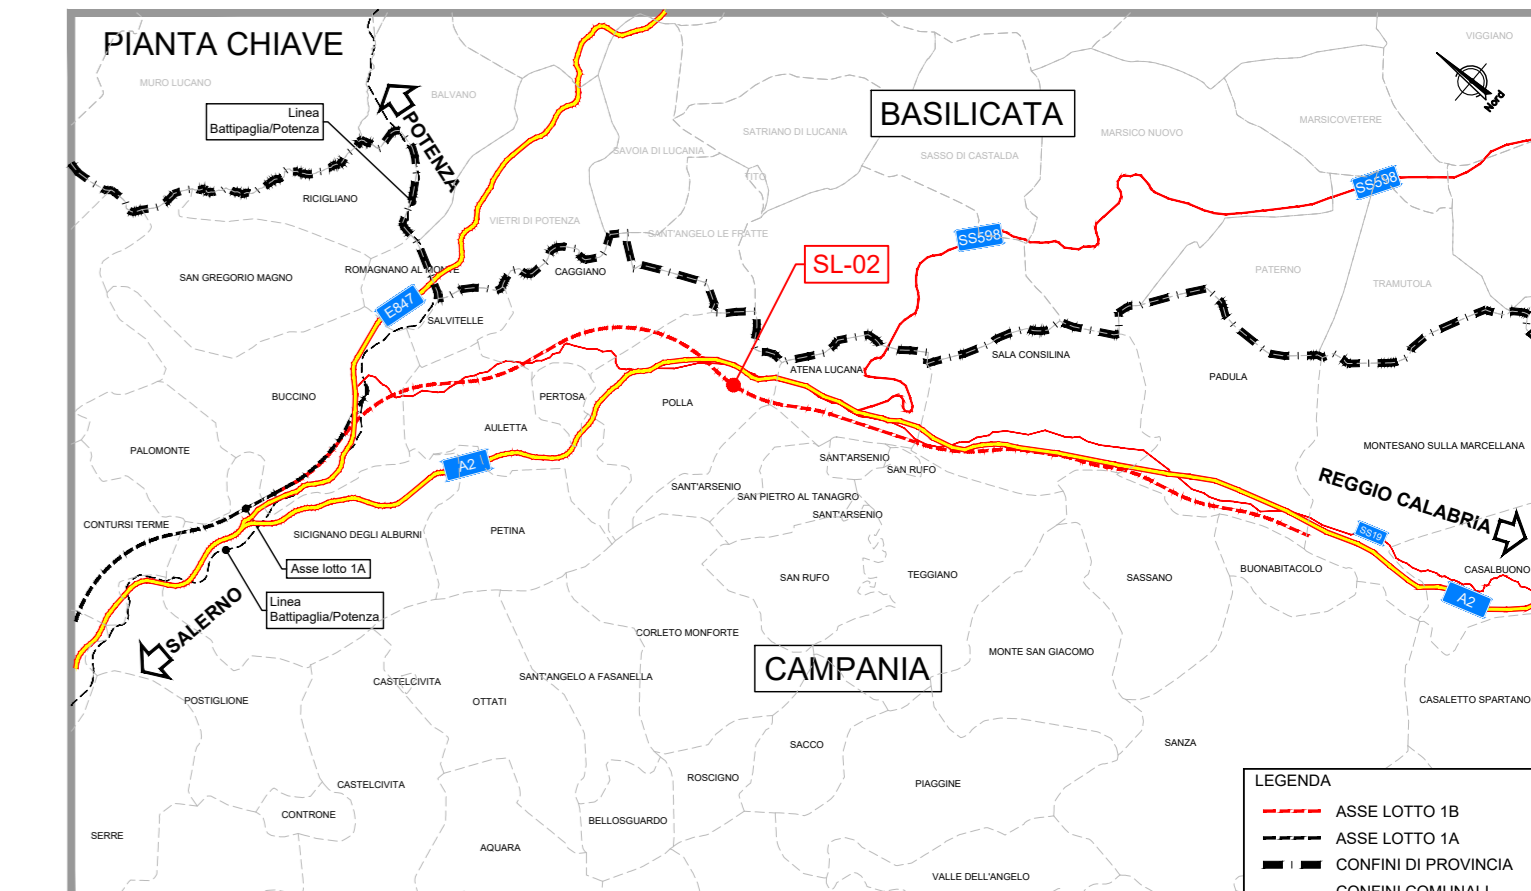 PIANTA CHIAVE
VIGGIANO
MURO LUCANO
BALVANO
Linea
Battipaglia/Potenza
POTENZA
BASILICATA
SATRIANO DI LUCANIA
MARSICO NUOVO
MARSICOVETERE
Nord
SAVOIA DI LUCANIA
SASSO DI CASTALDA
TITO
SS598
RICIGLIANO
VIETRI DI POTENZA
SANT'ANGELO LE FRATTE
SS598
SL-02
SAN GREGORIO MAGNO
ROMAGNANO AL MONTE
CAGGIANO
PATERNO
TRAMUTOLA
E847
SALVITELLE
SALA CONSILINA
ATENA LUCANA
PADULA
BUCCINO
PERTOSA
POLLA
AULETTA
PALOMONTE
MONTESANO SULLA MARCELLANA
A2
SANT'ARSENIO
SAN RUFO
SANT'ARSENIO
SAN PIETRO AL TANAGRO
SANT'ARSENIO
REGGIO CALABRiA
CONTURSI TERME
SICIGNANO DEGLI ALBURNI
PETINA
SS19
Asse lotto 1A
SAN RUFO
TEGGIANO
SASSANO
BUONABITACOLO
CASALBUONO
A2
Linea
Battipaglia/Potenza
SALERNO
CORLETO MONFORTE
CAMPANIA
MONTE SAN GIACOMO
POSTIGLIONE
CASTELCIVITA
SANT'ANGELO A FASANELLA
OTTATI
CASALETTO SPARTANO
SACCO
SANZA
CASTELCIVITA
ROSCIGNO
PIAGGINE
CONTRONE
BELLOSGUARDO
SERRE
AQUARA
VALLE DELL'ANGELO
LEGENDA
ASSE LOTTO 1B
ASSE LOTTO 1A
CONFINI DI PROVINCIA
CONFINI COMUNALI